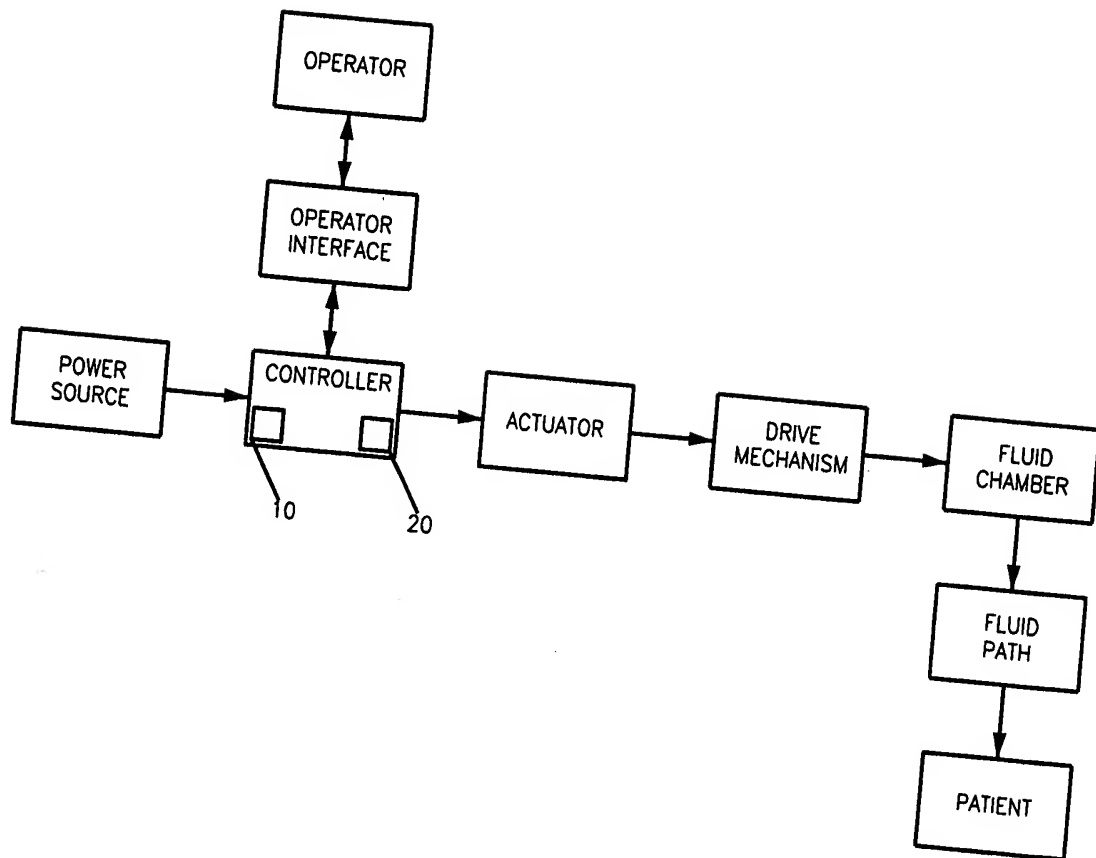 OPERATOR
OPERATOR
INTERFACE
POWER
SOURCE
CONTROLLER
10
20
ACTUATOR
DRIVE
MECHANISM
FLUID
CHAMBER
FLUID
PATH
PATIENT